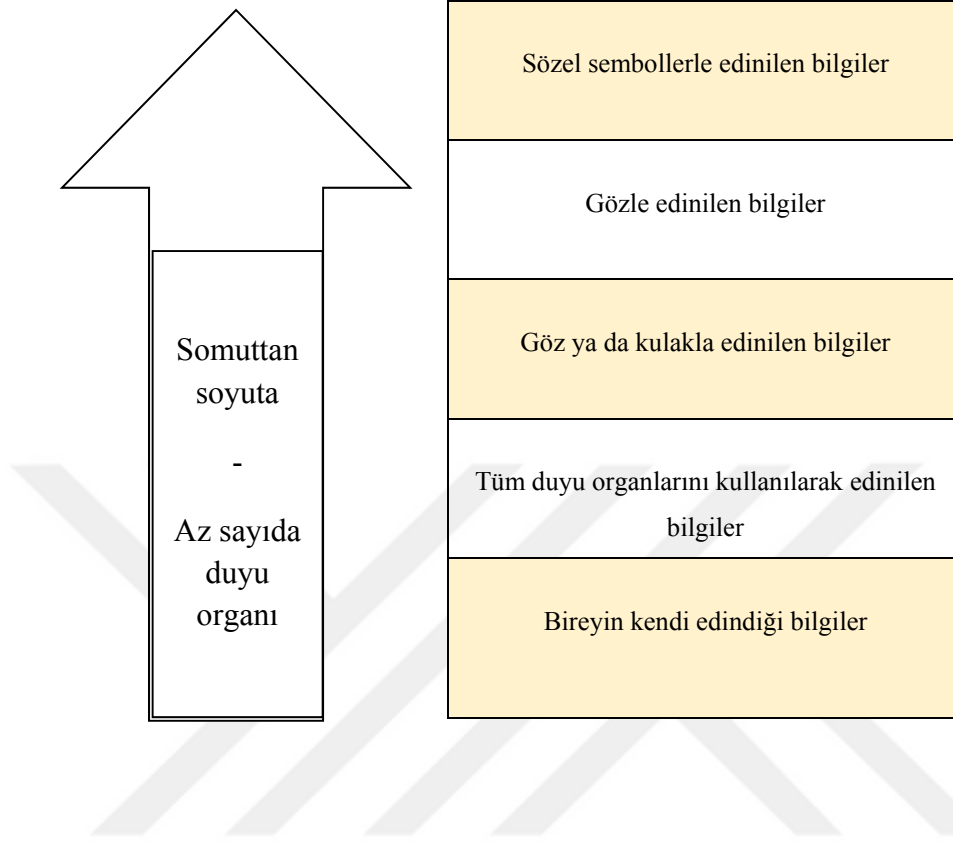 Sözel sembollerle edinilen bilgiler
Gözle edinilen bilgiler
Göz ya da kulakla edinilen bilgiler
Tüm duyu organlarını kullanılarak edinilen
bilgiler
Bireyin kendi edindiği bilgiler
Somuttan
soyuta
-
Az sayıda
duyu
organı